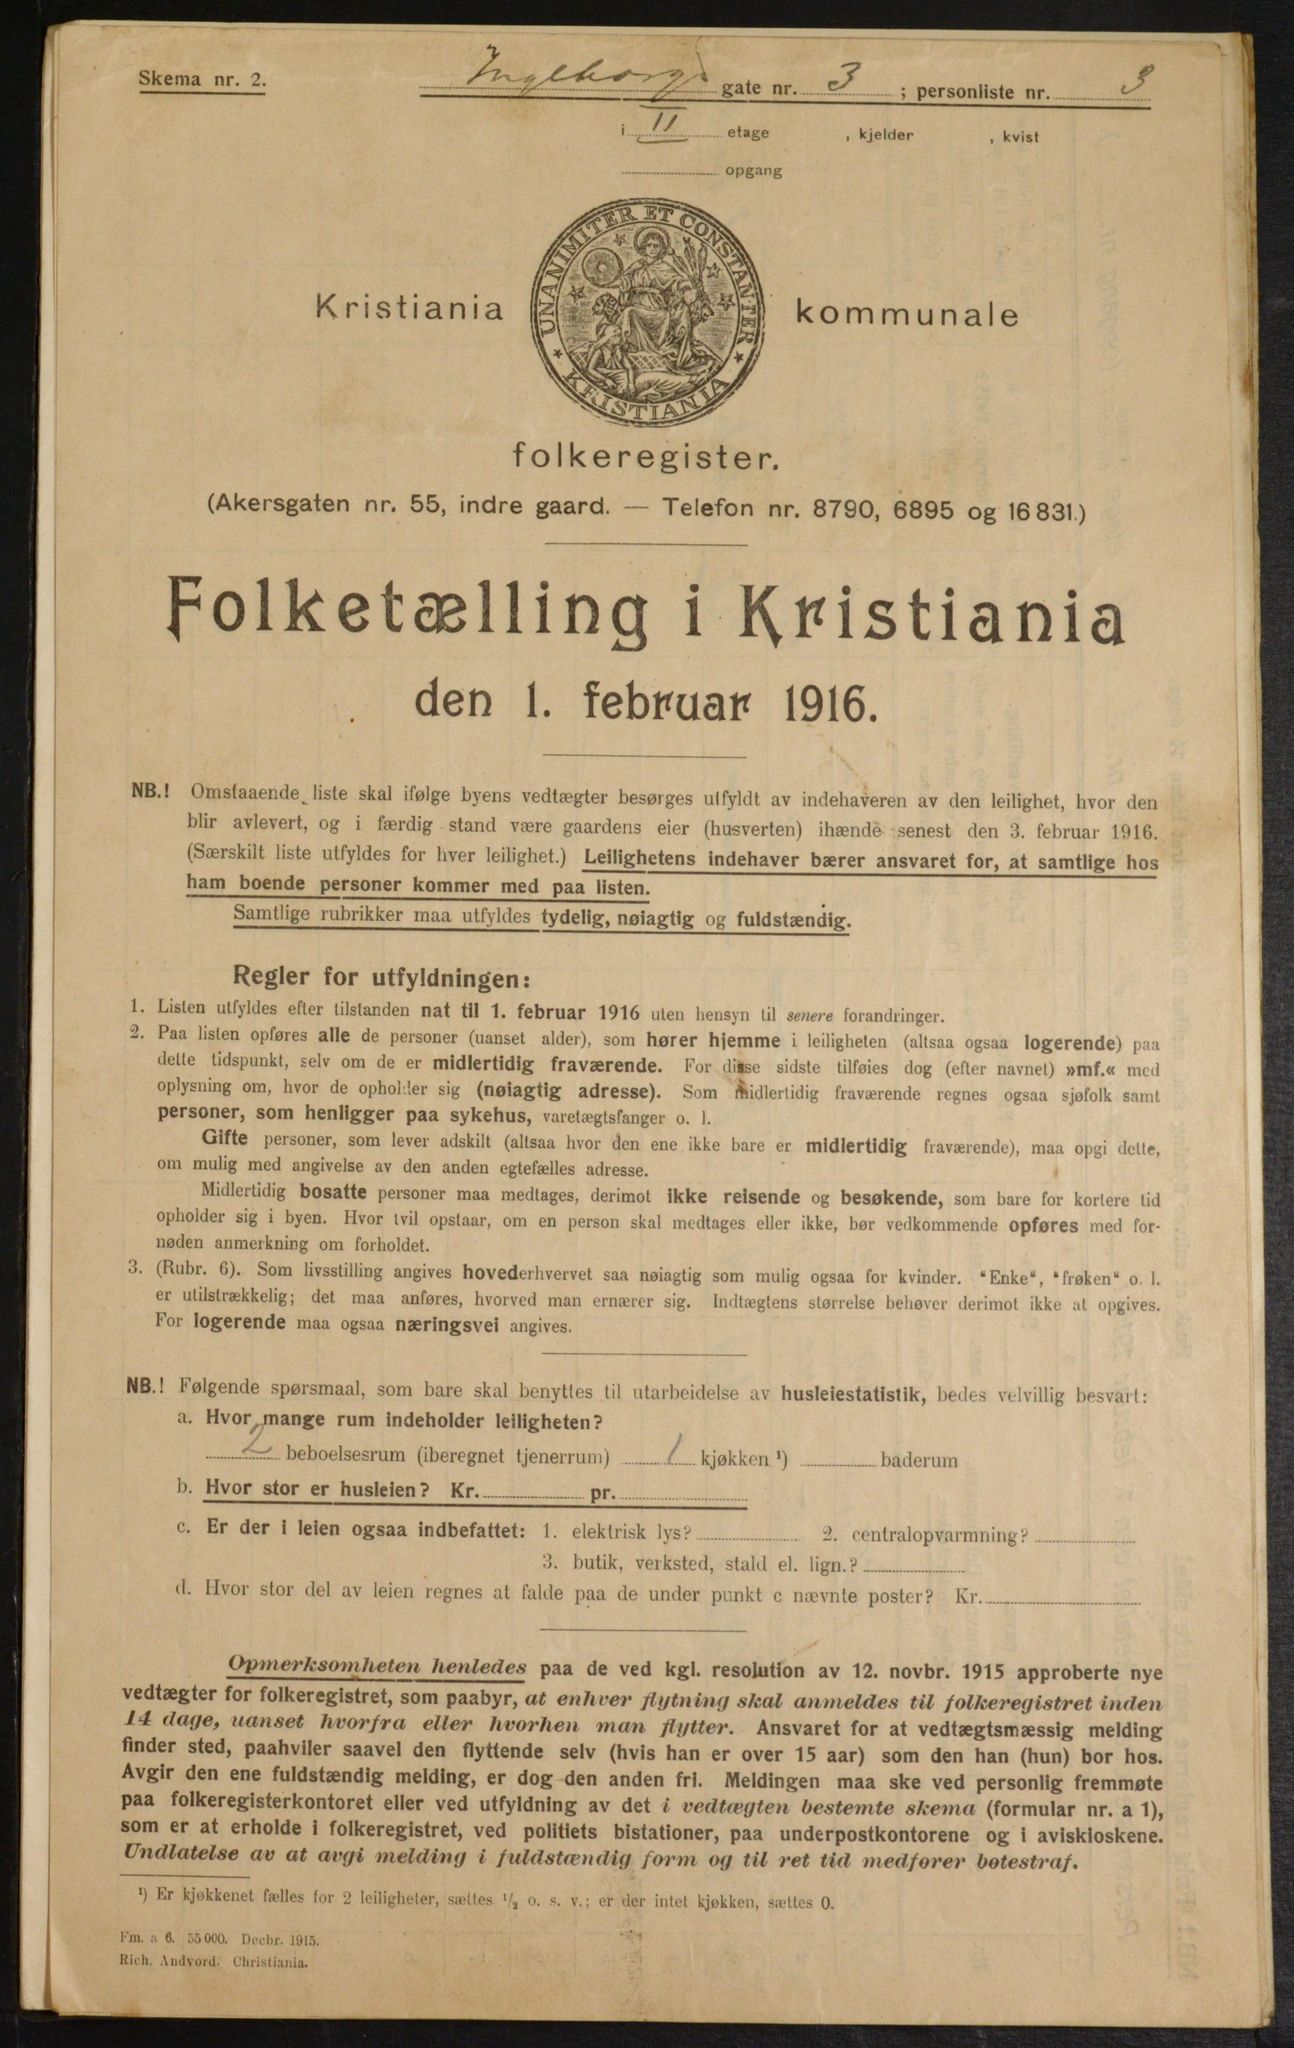 Skema nr. 2.
Ingeborgs gate nr. 3 ; personliste nr. 3
i II etage , kjelder , kvist
opgang
UNANIMITER ET CONSTANTER
KRISTIANIA
Kristiania kommunale
folkeregister.
(Akersgaten nr. 55, indre gaard. — Telefon nr. 8790, 6895 og 16831.)
Folketælling i Kristiania
den 1. februar 1916.
NB.! Omstaaende liste skal ifølge byens vedtægter besørges utfyldt av indehaveren av den leilighet, hvor den
blir avlevert, og i færdig stand være gaardens eier (husverten) ihænde senest den 3. februar 1916.
(Særskilt liste utfyldes for hver leilighet.) Leilighetens indehaver bærer ansvaret for, at samtlige hos
ham boende personer kommer med paa listen.
Samtlige rubrikker maa utfyldes tydelig, nøiagtig og fuldstændig.
Regler for utfyldningen:
1. Listen utfyldes efter tilstanden nat til 1. februar 1916 uten hensyn til senere forandringer.
2. Paa listen opføres alle de personer (uanset alder), som hører hjemme i leiligheten (altsaa ogsaa logerende) paa
dette tidspunkt, selv om de er midlertidig fraværende. For disse sidste tilføies dog (efter navnet) »mf.« med
oplysning om, hvor de opholder sig (nøiagtig adresse). Som midlertidig fraværende regnes ogsaa sjøfolk samt
personer, som henligger paa sykehus, varetægtsfanger o. l.
Gifte personer, som lever adskilt (altsaa hvor den ene ikke bare er midlertidig fraværende), maa opgi dette,
om mulig med angivelse av den anden egtefælles adresse.
Midlertidig bosatte personer maa medtages, derimot ikke reisende og besøkende, som bare for kortere tid
opholder sig i byen. Hvor tvil opstaar, om en person skal medtages eller ikke, bør vedkommende opføres med for-
nøden anmerkning om forholdet.
3. (Rubr. 6). Som livsstilling angives hovederhvervet saa nøiagtig som mulig ogsaa for kvinder. "Enke", "frøken" o. l.
er utilstrækkelig; det maa anføres, hvorved man ernærer sig. Indtægtens størrelse behøver derimot ikke at opgives.
For logerende maa ogsaa næringsvei angives.
NB.! Følgende spørsmaal, som bare skal benyttes til utarbeidelse av husleiestatistik, bedes velvillig besvart:
a. Hvor mange rum indeholder leiligheten?
2 beboelsesrum (iberegnet tjenerrum) 1 kjøkken ¹) baderum
b. Hvor stor er husleien? Kr. pr.
c. Er der i leien ogsaa indbefattet: 1. elektrisk lys? 2. centralopvarmning?
3. butik, verksted, stald el. lign.?
d. Hvor stor del av leien regnes at falde paa de under punkt c nævnte poster? Kr.
Opmerksomheten henledes paa de ved kgl. resolution av 12. novbr. 1915 approberte nye
vedtægter for folkeregistret, som paabyr, at enhver flytning skal anmeldes til folkeregistret inden
14 dage, uanset hvorfra eller hvorhen man flytter. Ansvaret for at vedtægtsmæssig melding
finder sted, paahviler saavel den flyttende selv (hvis han er over 15 aar) som den han (hun) bor hos.
Avgir den ene fuldstændig melding, er dog den anden fri. Meldingen maa ske ved personlig fremmøte
paa folkeregisterkontoret eller ved utfyldning av det i vedtægten bestemte skema (formular nr. a 1),
som er at erholde i folkeregistret, ved politiets bistationer, paa underpostkontorene og i aviskioskene.
Undlatelse av at avgi melding i fuldstændig form og til ret tid medfører bøtestraf.
¹) Er kjøkkenet fælles for 2 leiligheter, sættes ½ o. s. v.; er der intet kjøkken, sættes 0.
Fm. a 6. 55 000. Decbr. 1915.
Rich. Andvord. Christiania.